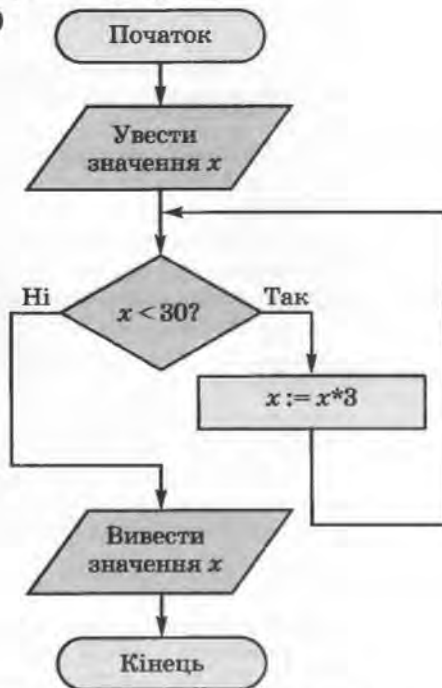 )
Початок
Увести
значення x
x < 30?
Ні
Так
x := x*3
Вивести
значення x
Кінець